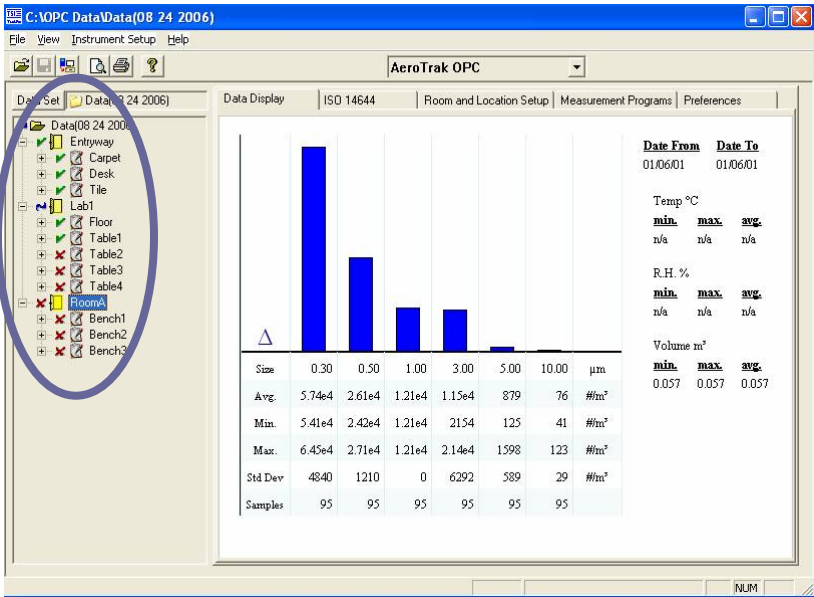 C:\OPC Data\Data(08 24 2006)
File View Instrument Setup Help
AeroTrak OPC
Data Set Data(08 24 2006)
Data Display ISO 14644 Room and Location Setup Measurement Programs Preferences
Data(08 24 2006)
Entryway
Carpet
Desk
Tile
Lab1
Floor
Table1
Table2
Table3
Table4
RoomA
Bench1
Bench2
Bench3
Δ
Size 0.30 0.50 1.00 3.00 5.00 10.00 µm
Avg. 5.74e4 2.61e4 1.21e4 1.15e4 879 76 #/m³
Min. 5.41e4 2.42e4 1.21e4 2154 125 41 #/m³
Max. 6.45e4 2.71e4 1.21e4 2.14e4 1598 123 #/m³
Std Dev 4840 1210 0 6292 589 29 #/m³
Samples 95 95 95 95 95 95
Date From Date To
01/06/01 01/06/01
Temp °C
min. max. avg.
n/a n/a n/a
R.H. %
min. max. avg.
n/a n/a n/a
Volume m³
min. max. avg.
0.057 0.057 0.057
NUM